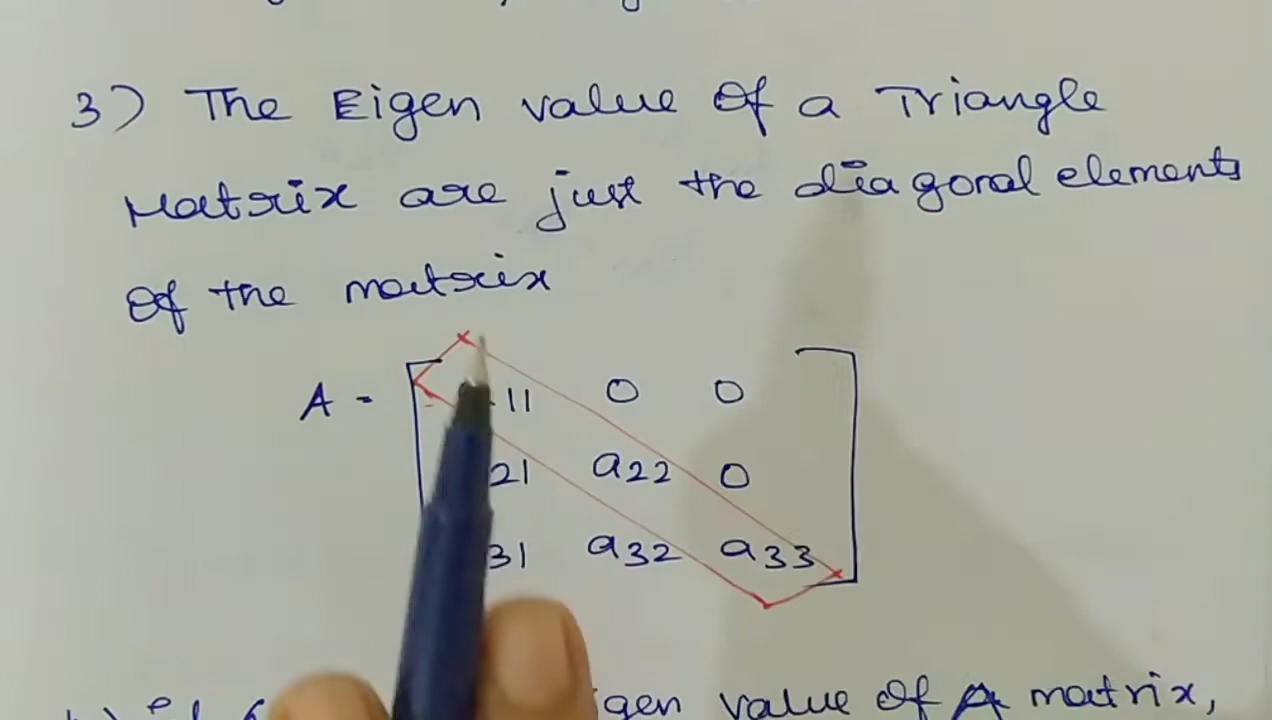 3) The Eigen value Of a Triangle
Matrix are just the diagonal elements
Of the matrix
A = 11 0 0
21 a22 0
31 a32 a33
igen value Of A matrix,